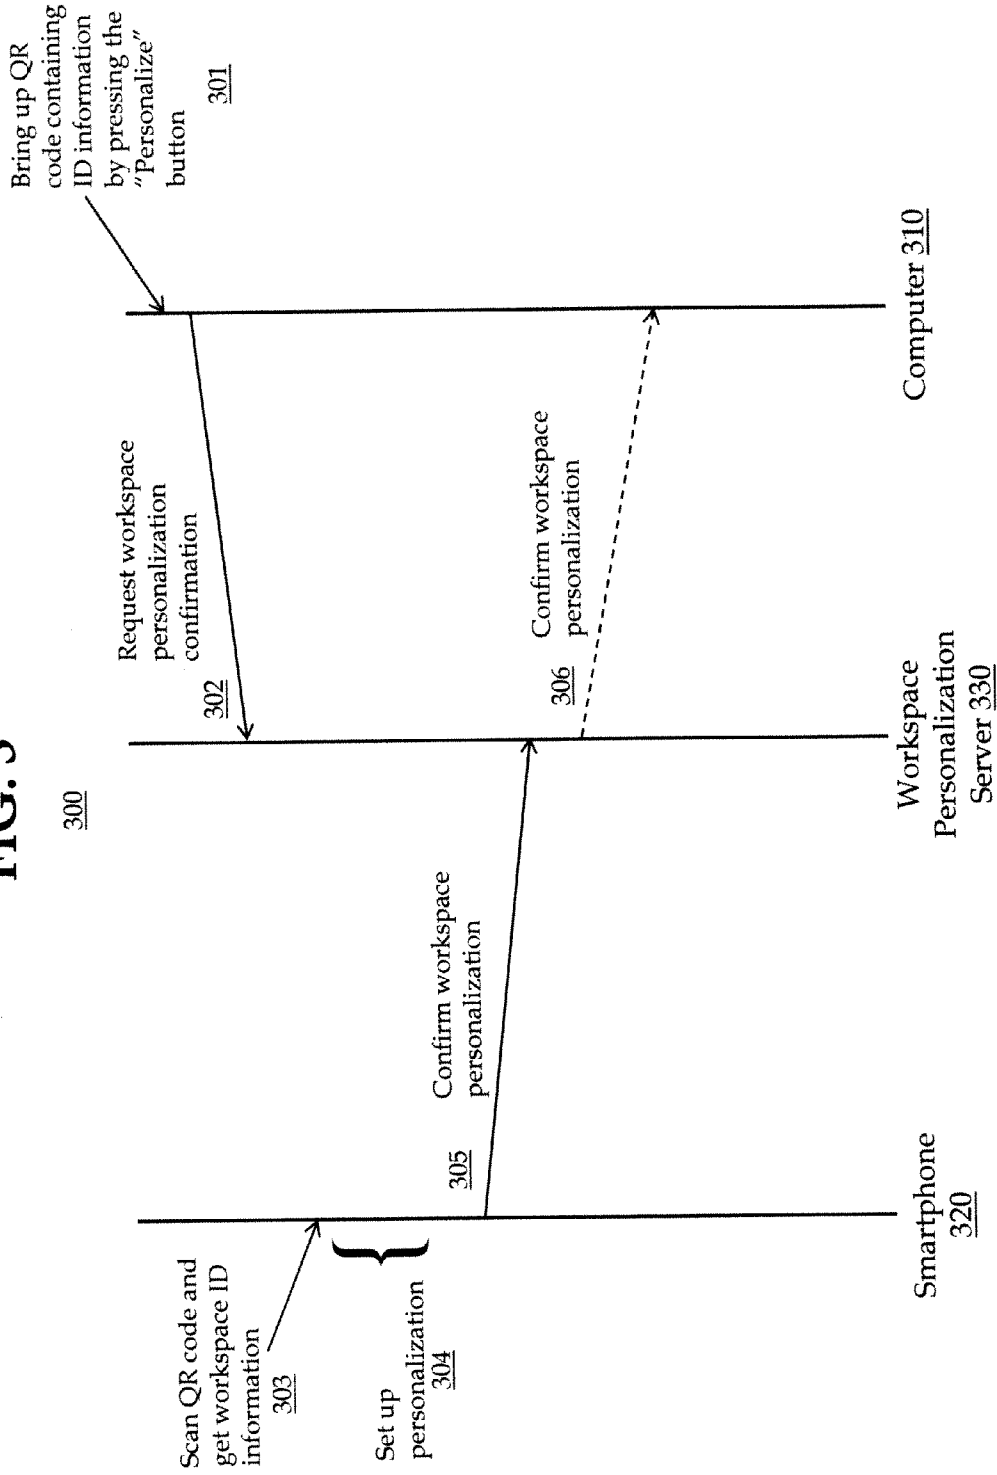 FIG. 3
300
Bring up QR
code containing
ID information
by pressing the
"Personalize"
button
301
Request workspace
personalization
confirmation
302
Scan QR code and
get workspace ID
information
303
Set up
personalization
304
Confirm workspace
personalization
305
Confirm workspace
personalization
306
Smartphone
320
Workspace
Personalization
Server 330
Computer 310